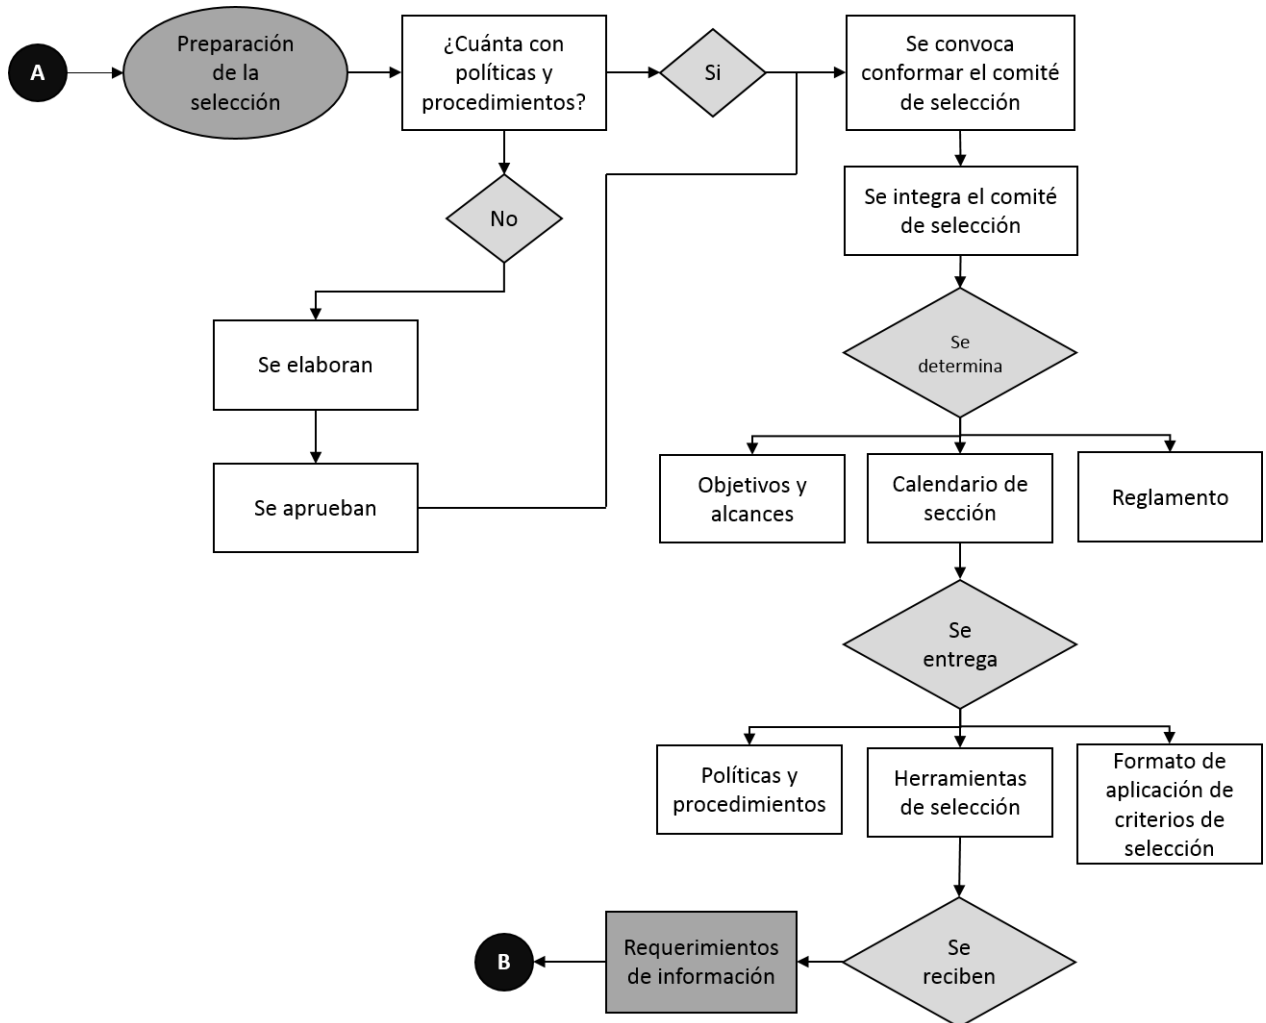 A
Preparación
de la
selección
¿Cuánta con
políticas y
procedimientos?
Si
Se convoca
conformar el comité
de selección
Se integra el comité
de selección
No
Se elaboran
Se aprueban
Se
determina
Objetivos y
alcances
Calendario de
sección
Reglamento
Se
entrega
Políticas y
procedimientos
Herramientas
de selección
Formato de
aplicación de
criterios de
selección
Se
reciben
Requerimientos
de información
B